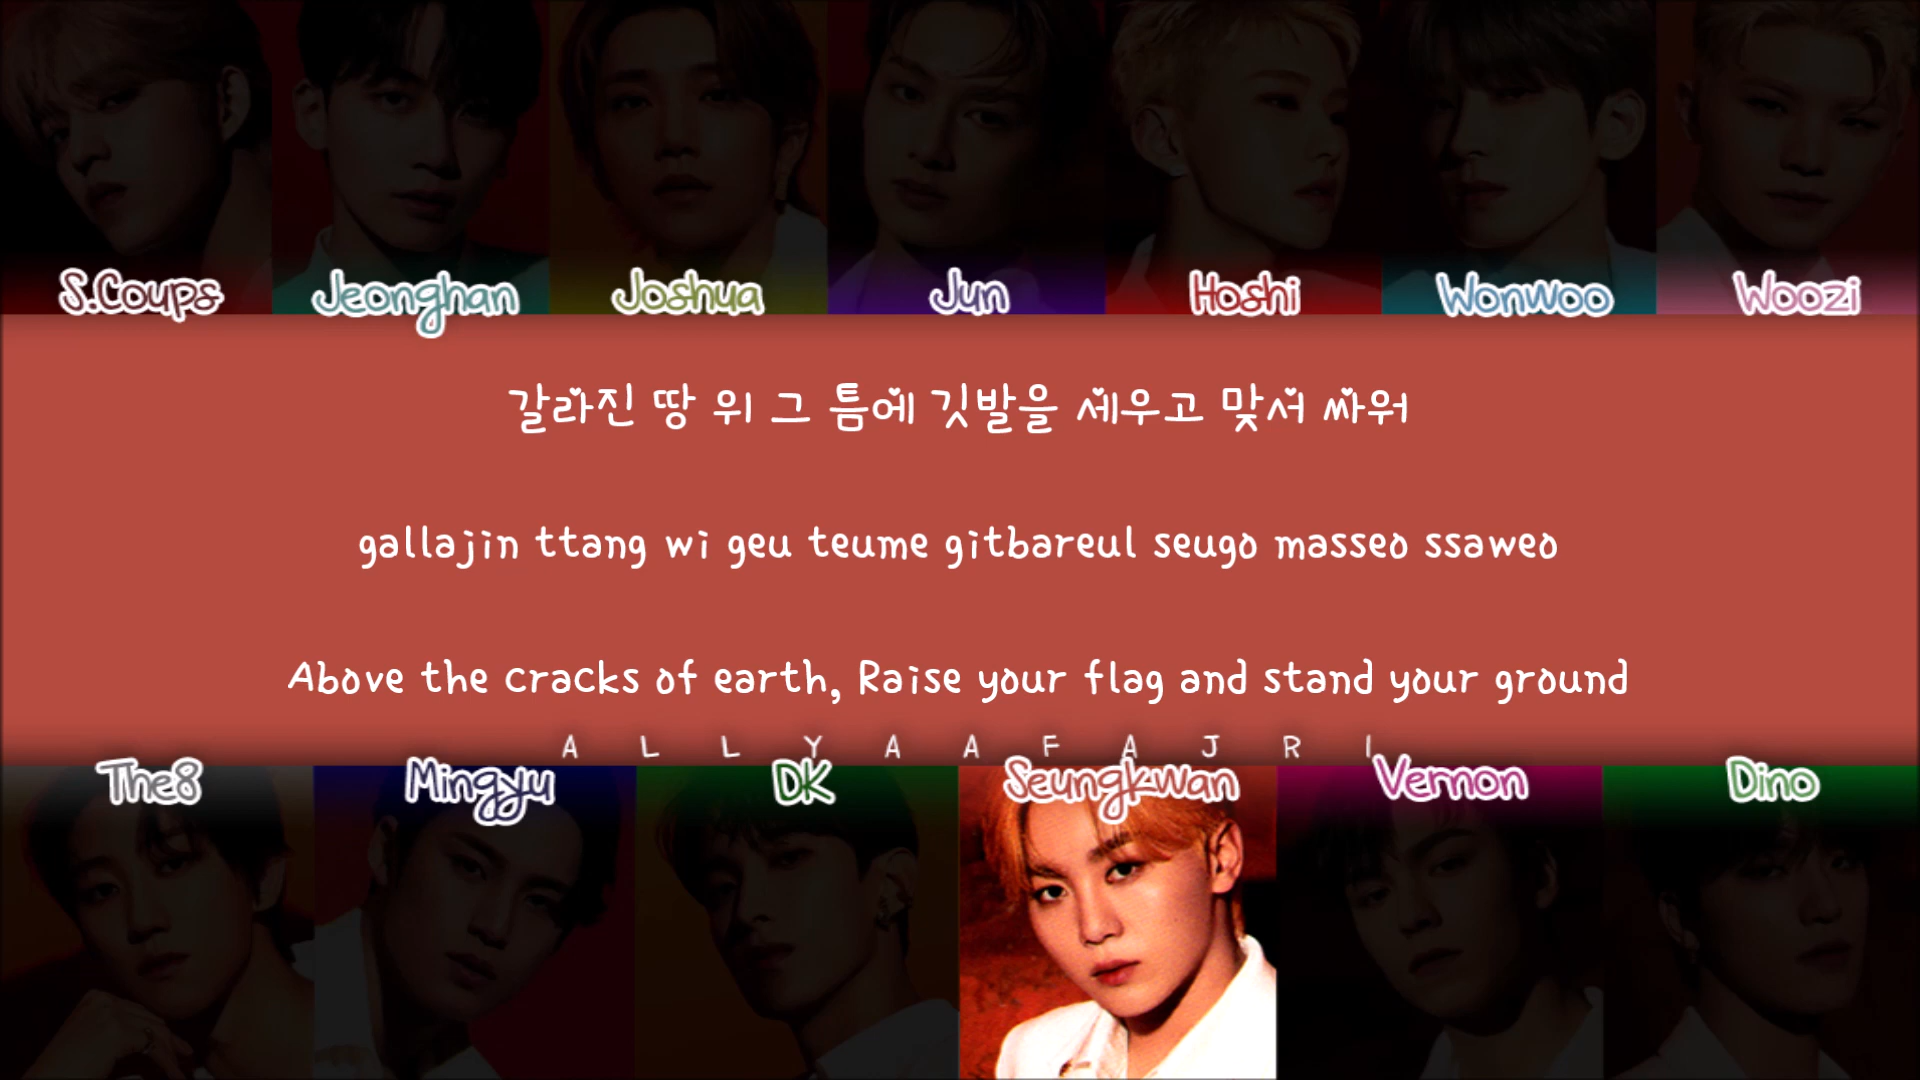 S.Coups Jeonghan Joshua Jun Hoshi Wonwoo Woozi
갈라진 땅 위 그 틈에 깃발을 세우고 맞서 싸워
gallajin ttang wi geu teume gitbareul seugo masseo ssaweo
Above the cracks of earth, Raise your flag and stand your ground
A L L Y A A F A J R I
The8 Mingyu DK Seungkwan Vernon Dino